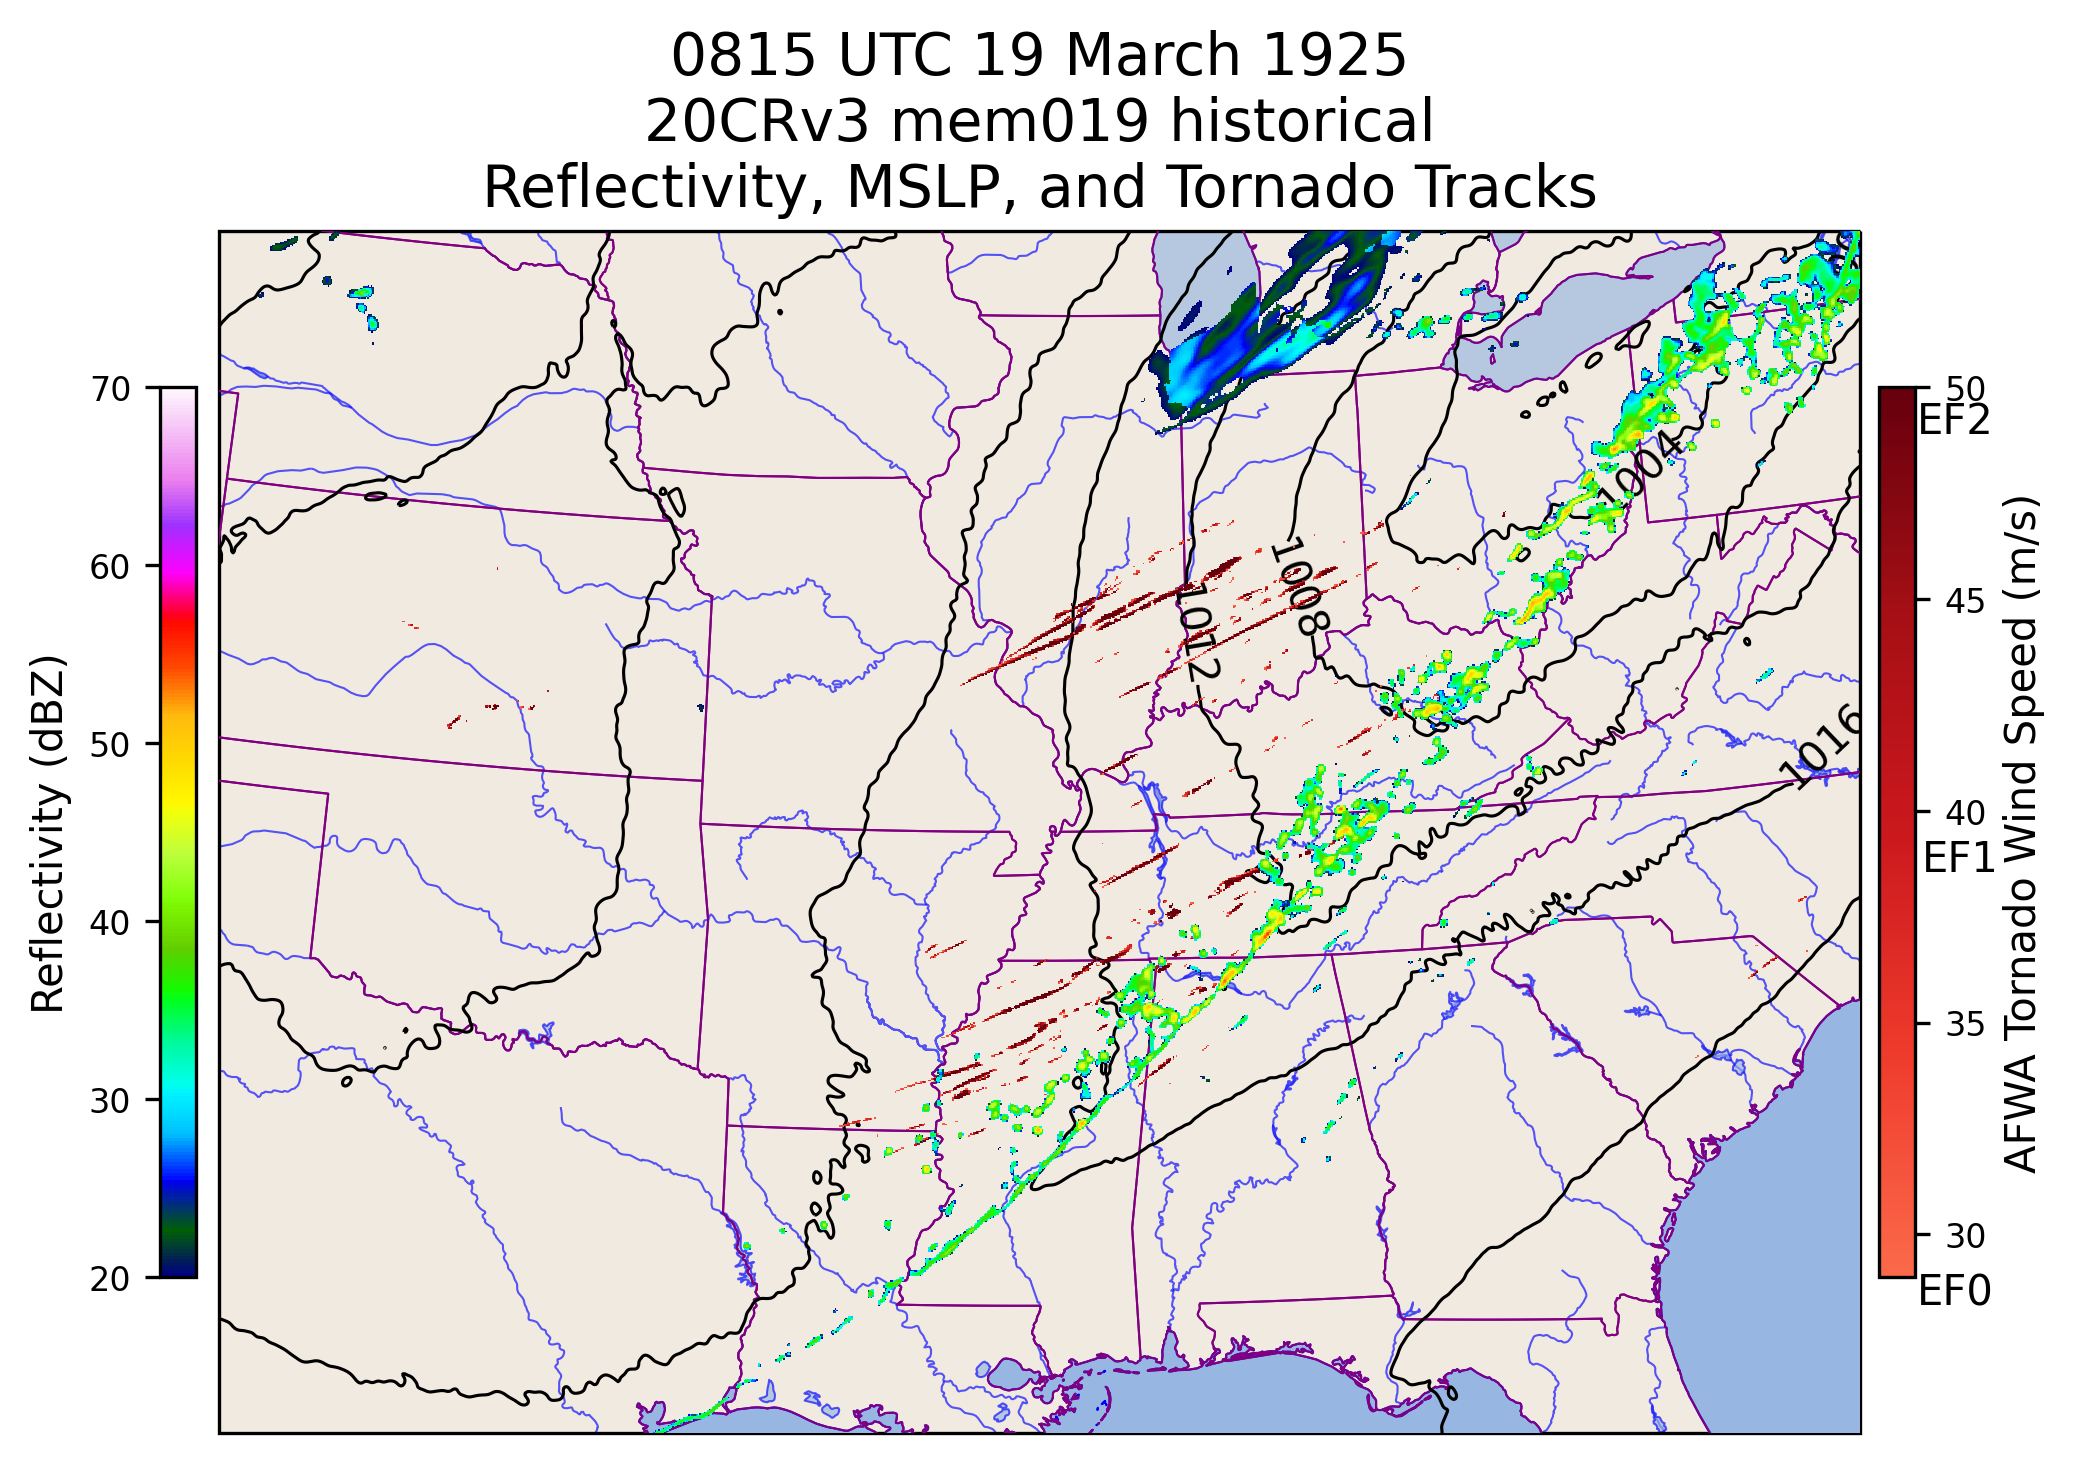 0815 UTC 19 March 1925
20CRv3 mem019 historical
Reflectivity, MSLP, and Tornado Tracks
Reflectivity (dBZ)
70
60
50
40
30
20
1004
1008
1012
1016
50
EF2
45
40
EF1
35
30
EF0
AFWA Tornado Wind Speed (m/s)